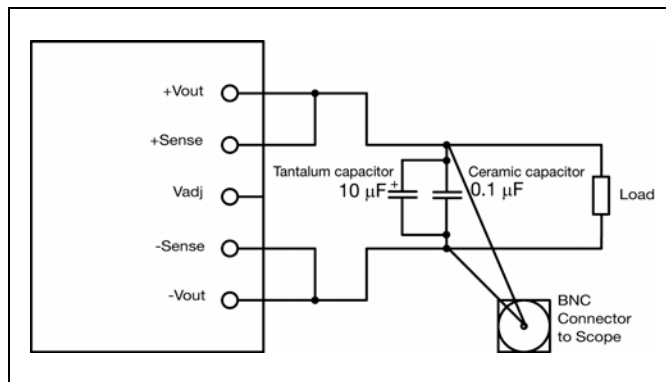 +Vout
+Sense
Vadj
-Sense
-Vout
Tantalum capacitor
10 µF
+
Ceramic capacitor
0.1 µF
Load
BNC
Connector
to Scope